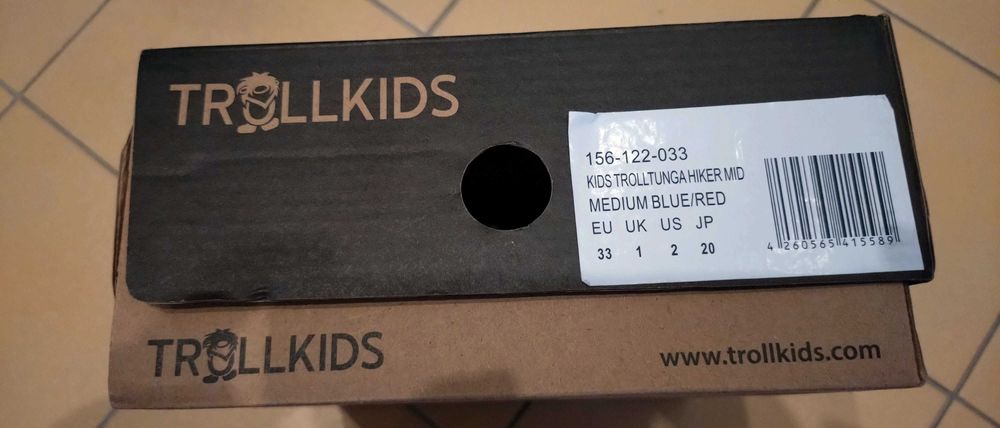 TROLLKIDS
156-122-033
KIDS TROLLTUNGA HIKER MID
MEDIUM BLUE/RED
EU UK US JP
33 1 2 20
4 260565 415589
TROLLKIDS
www.trollkids.com